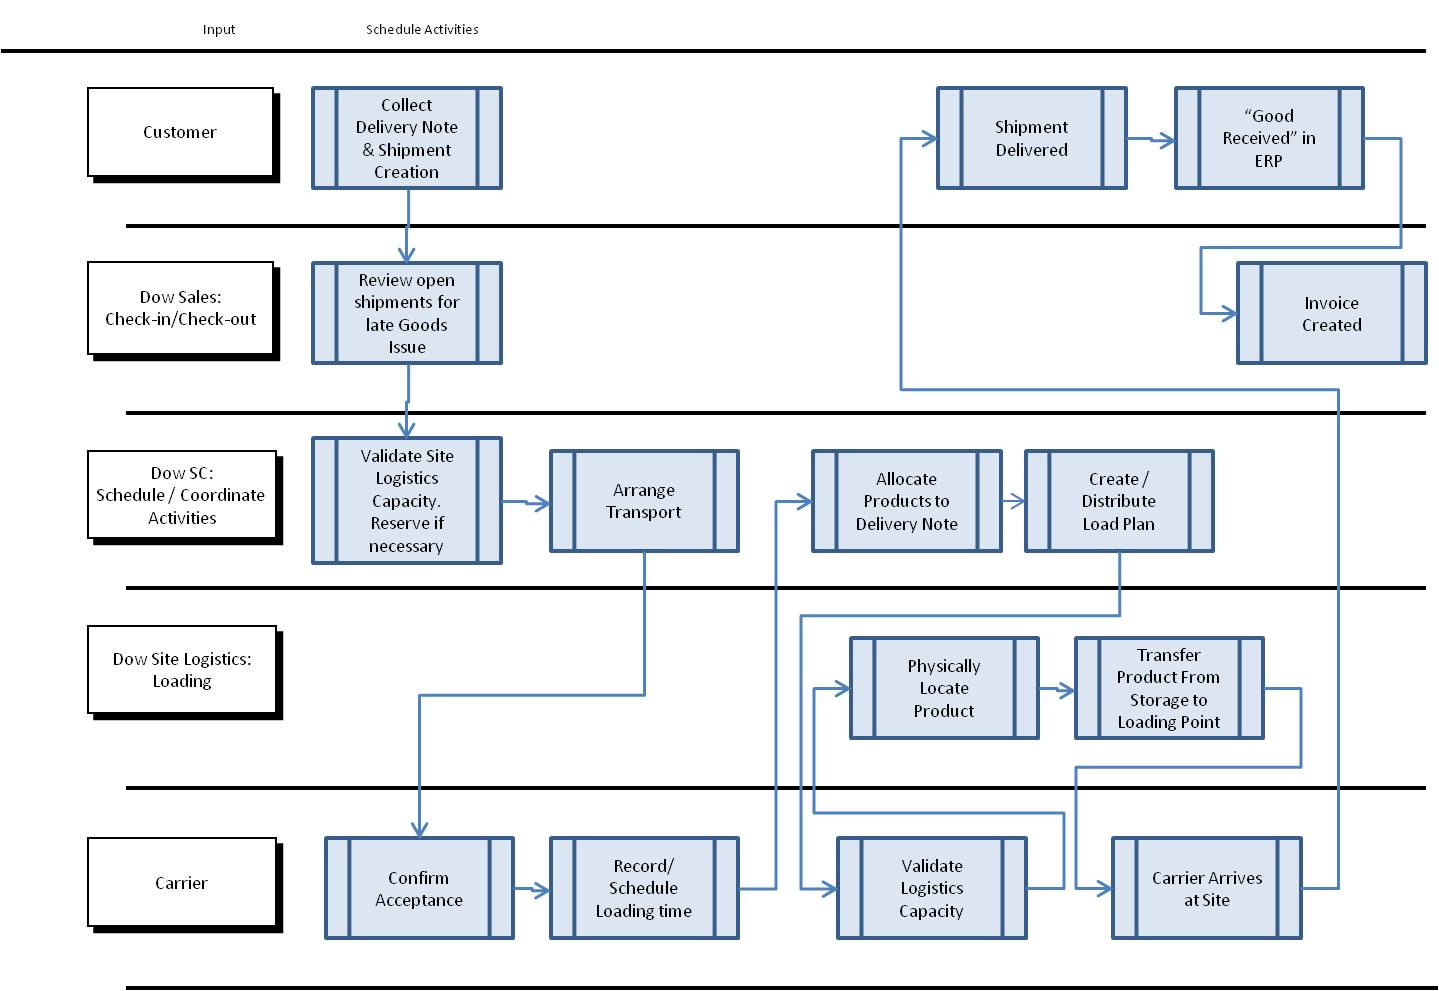 Input
Schedule Activities
Customer
Collect
Delivery Note
& Shipment
Creation
Shipment
Delivered
“Good
Received” in
ERP
Dow Sales:
Check-in/Check-out
Review open
shipments for
late Goods
Issue
Invoice
Created
Dow SC:
Schedule / Coordinate
Activities
Validate Site
Logistics
Capacity.
Reserve if
necessary
Arrange
Transport
Allocate
Products to
Delivery Note
Create /
Distribute
Load Plan
Dow Site Logistics:
Loading
Physically
Locate
Product
Transfer
Product From
Storage to
Loading Point
Carrier
Confirm
Acceptance
Record/
Schedule
Loading time
Validate
Logistics
Capacity
Carrier Arrives
at Site